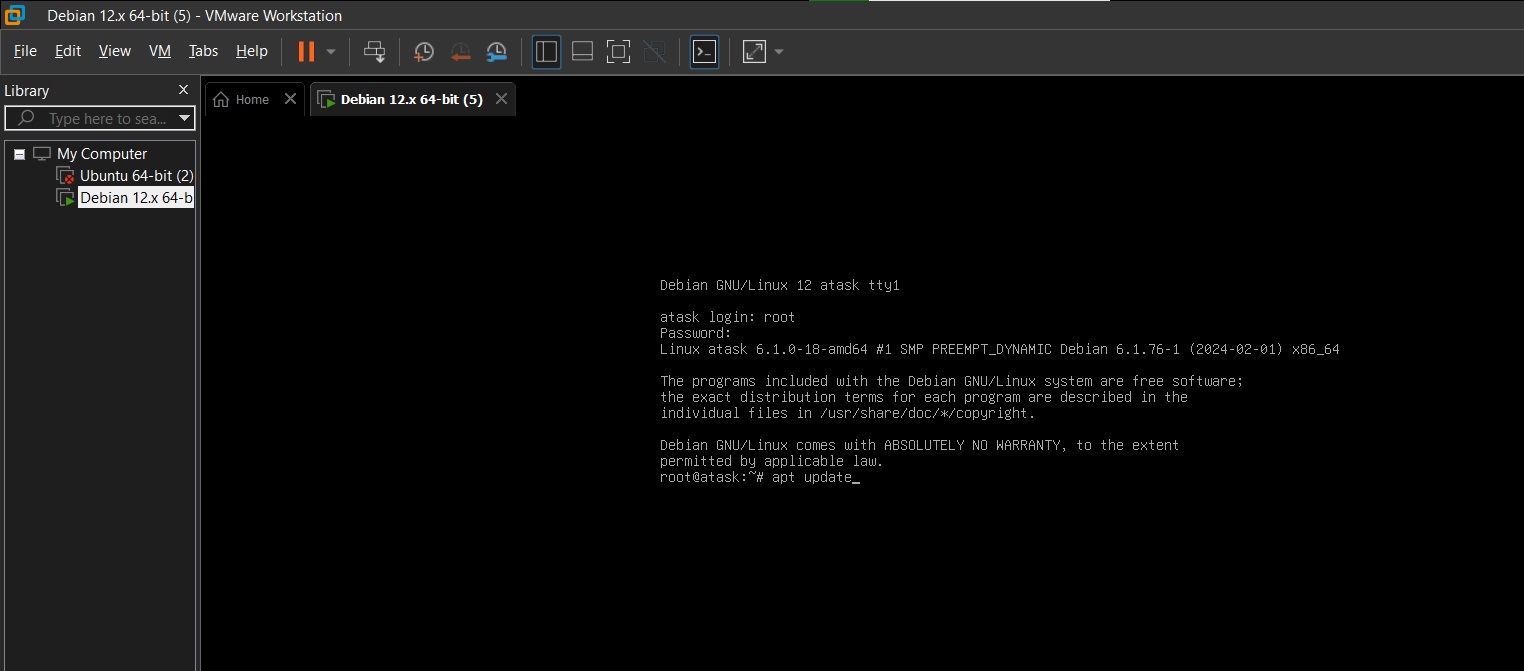 Debian 12.x 64-bit (5) - VMware Workstation
File Edit View VM Tabs Help
Library
Type here to sea...
My Computer
Ubuntu 64-bit (2)
Debian 12.x 64-b
Home
Debian 12.x 64-bit (5)
Debian GNU/Linux 12 atask tty1
atask login: root
Password:
Linux atask 6.1.0-18-amd64 #1 SMP PREEMPT_DYNAMIC Debian 6.1.76-1 (2024-02-01) x86_64
The programs included with the Debian GNU/Linux system are free software;
the exact distribution terms for each program are described in the
individual files in /usr/share/doc/*/copyright.
Debian GNU/Linux comes with ABSOLUTELY NO WARRANTY, to the extent
permitted by applicable law.
root@atask:~# apt update_